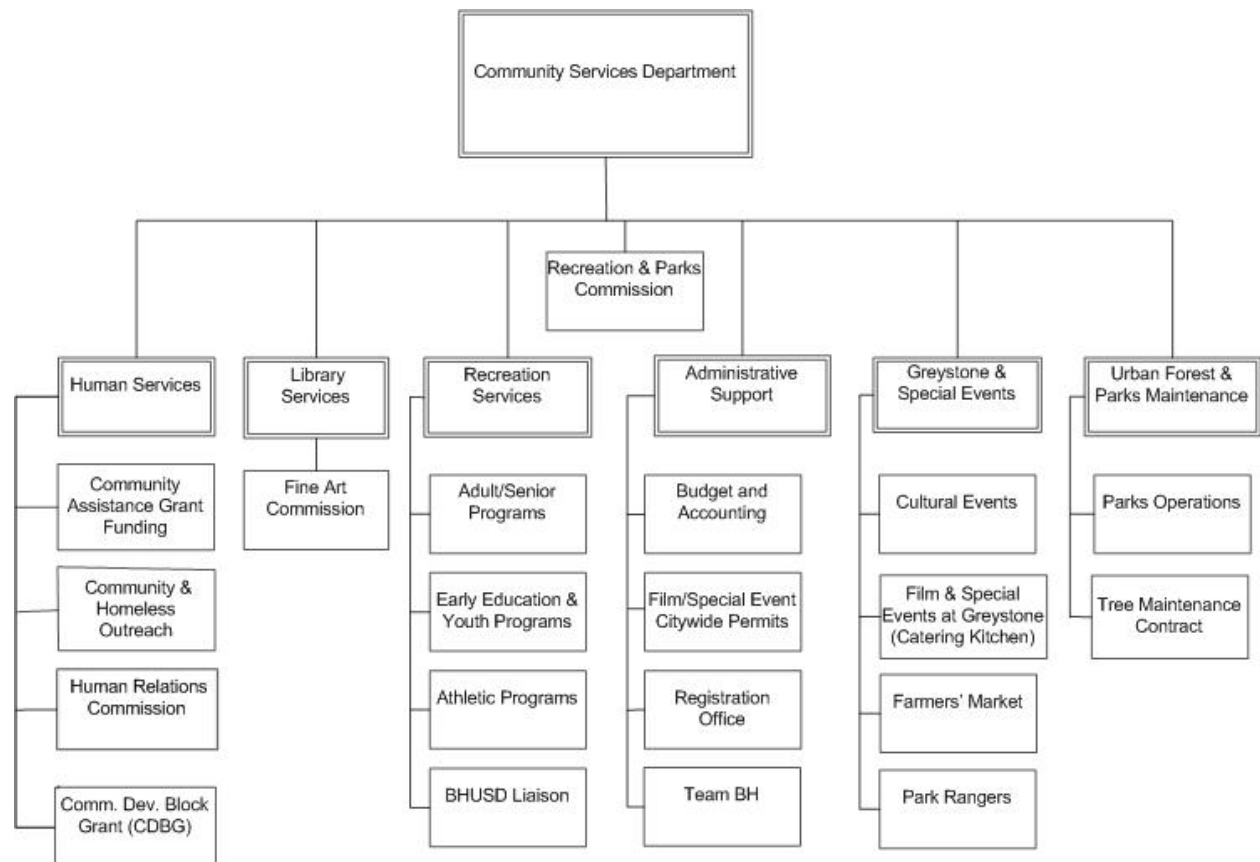 Community Services Department
Recreation & Parks
Commission
Human Services
Library
Services
Recreation
Services
Administrative
Support
Greystone &
Special Events
Urban Forest &
Parks Maintenance
Community
Assistance Grant
Funding
Fine Art
Commission
Adult/Senior
Programs
Budget and
Accounting
Cultural Events
Parks Operations
Community &
Homeless
Outreach
Early Education &
Youth Programs
Film/Special Event
Citywide Permits
Film & Special
Events at Greystone
(Catering Kitchen)
Tree Maintenance
Contract
Human Relations
Commission
Athletic Programs
Registration
Office
Farmers' Market
Comm. Dev. Block
Grant (CDBG)
BHUSD Liaison
Team BH
Park Rangers